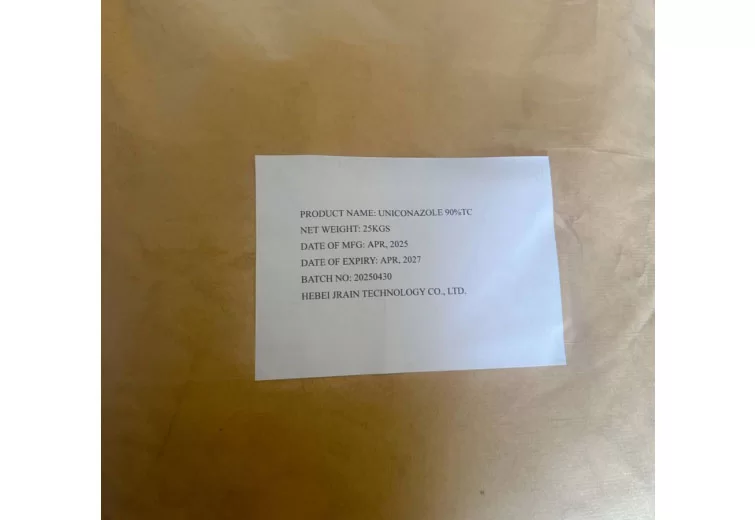 PRODUCT NAME: UNICONAZOLE 90%TC
NET WEIGHT: 25KGS
DATE OF MFG: APR, 2025
DATE OF EXPIRY: APR, 2027
BATCH NO: 20250430
HEBEI JRAIN TECHNOLOGY CO., LTD.